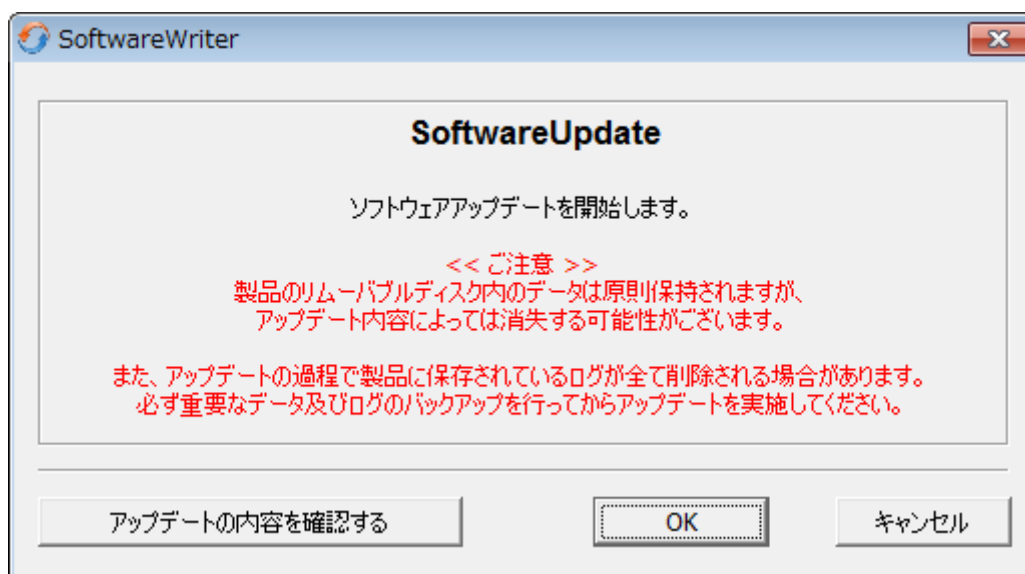 SoftwareWriter
SoftwareUpdate
ソフトウェアアップデートを開始します。
<< ご注意 >>
製品のリムーバブルディスク内のデータは原則保持されますが、
アップデート内容によっては消失する可能性がございます。
また、アップデートの過程で製品に保存されているログが全て削除される場合があります。
必ず重要なデータ及びログのバックアップを行ってからアップデートを実施してください。
アップデートの内容を確認する
OK
キャンセル